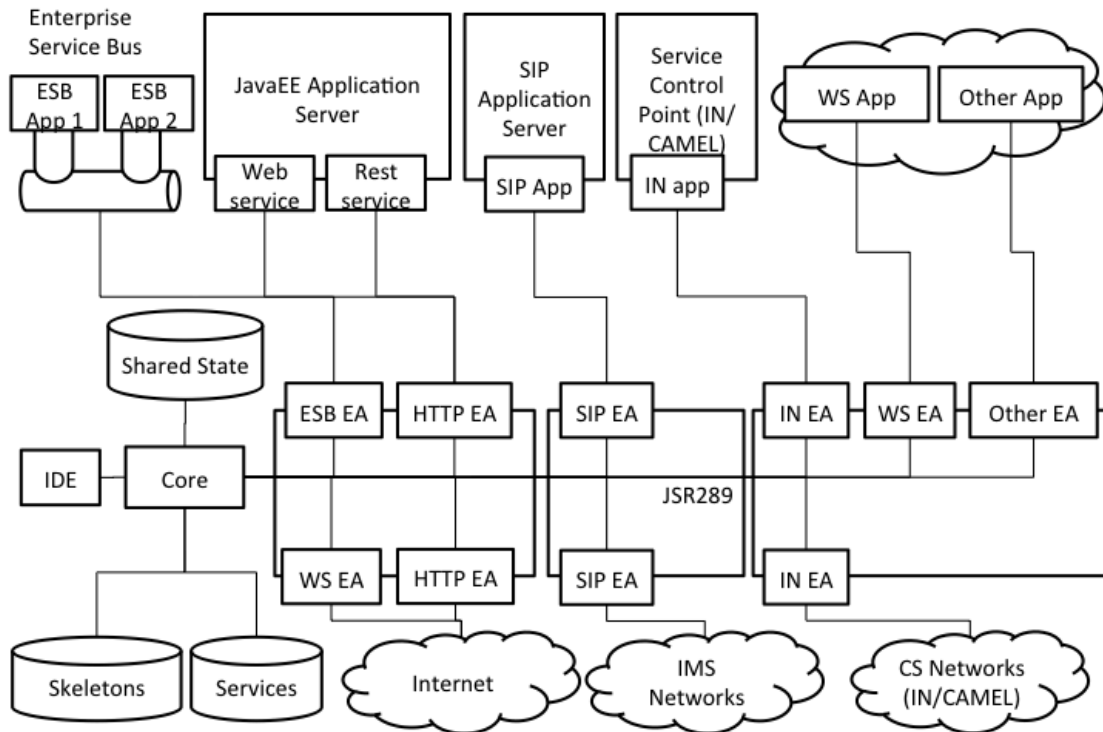 Enterprise
Service Bus
ESB
App 1
ESB
App 2
JavaEE Application
Server
Web
service
Rest
service
SIP
Application
Server
SIP App
Service
Control
Point (IN/
CAMEL)
IN app
WS App
Other App
Shared State
ESB EA
HTTP EA
SIP EA
IN EA
WS EA
Other EA
IDE
Core
JSR289
WS EA
HTTP EA
SIP EA
IN EA
Skeletons
Services
Internet
IMS
Networks
CS Networks
(IN/CAMEL)